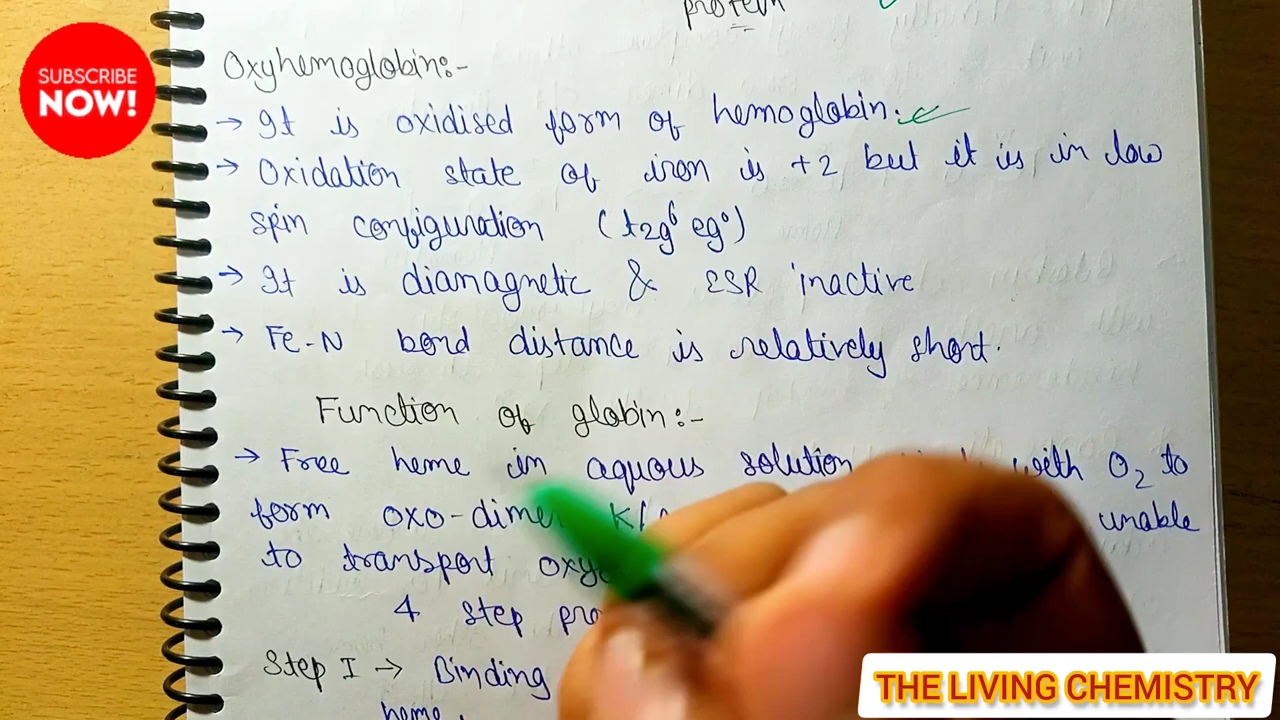 protein
SUBSCRIBE
NOW!
Oxyhemoglobin:-
→ It is oxidised form of hemoglobin.
→ Oxidation state of iron is +2 but it is in low
spin configuration (t2g⁶ eg⁰)
→ It is diamagnetic & ESR inactive
→ Fe-N bond distance is relatively short.
Function of globin:-
→ Free heme in aquous solution with O₂ to
form oxo-dimer unable
to transport
4 step
Step I → Binding
heme.
THE LIVING CHEMISTRY